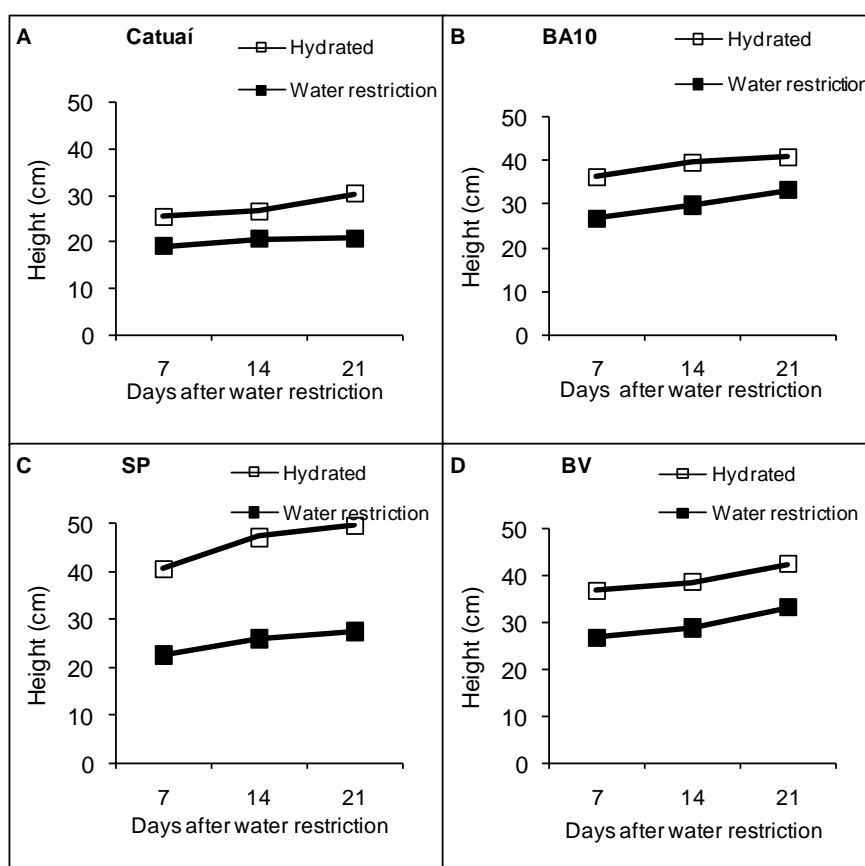 A Catuaí
Hydrated
Water restriction
50
40
30
20
10
0
Height (cm)
7 14 21
Days after water restriction
B BA10
Hydrated
Water restriction
50
40
30
20
10
0
Height (cm)
7 14 21
Days after water restriction
C SP
Hydrated
Water restriction
50
40
30
20
10
0
Height (cm)
7 14 21
Days after water restriction
D BV
Hydrated
Water restriction
50
40
30
20
10
0
Height (cm)
7 14 21
Days after water restriction